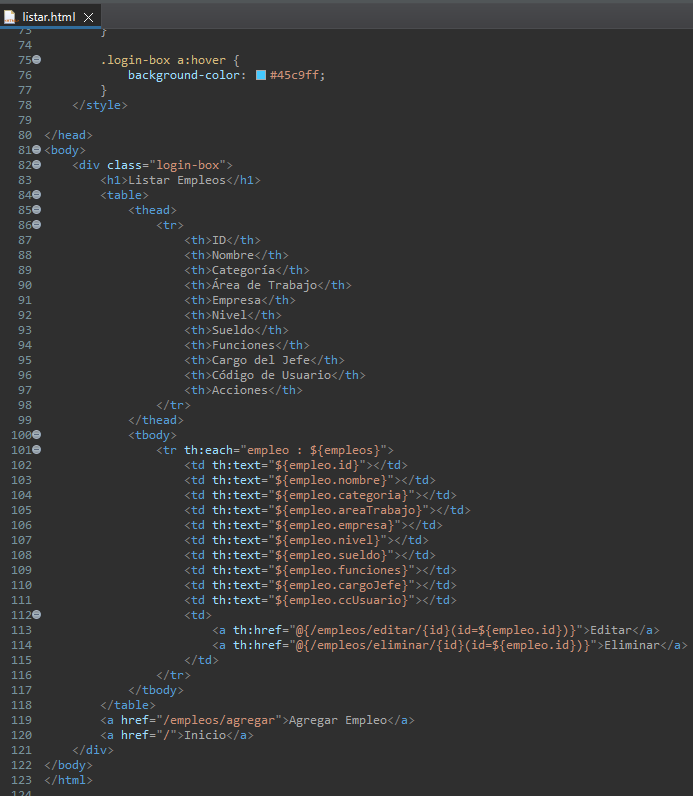 listar.html
73 }
74
75 .login-box a:hover {
76 background-color: #45c9ff;
77 }
78 </style>
79
80 </head>
81 <body>
82 <div class="login-box">
83 <h1>Listar Empleos</h1>
84 <table>
85 <thead>
86 <tr>
87 <th>ID</th>
88 <th>Nombre</th>
89 <th>Categoría</th>
90 <th>Área de Trabajo</th>
91 <th>Empresa</th>
92 <th>Nivel</th>
93 <th>Sueldo</th>
94 <th>Funciones</th>
95 <th>Cargo del Jefe</th>
96 <th>Código de Usuario</th>
97 <th>Acciones</th>
98 </tr>
99 </thead>
100 <tbody>
101 <tr th:each="empleo : ${empleos}">
102 <td th:text="${empleo.id}"></td>
103 <td th:text="${empleo.nombre}"></td>
104 <td th:text="${empleo.categoria}"></td>
105 <td th:text="${empleo.areaTrabajo}"></td>
106 <td th:text="${empleo.empresa}"></td>
107 <td th:text="${empleo.nivel}"></td>
108 <td th:text="${empleo.sueldo}"></td>
109 <td th:text="${empleo.funciones}"></td>
110 <td th:text="${empleo.cargoJefe}"></td>
111 <td th:text="${empleo.ccUsuario}"></td>
112 <td>
113 <a th:href="@{/empleos/editar/{id}(id=${empleo.id})}">Editar</a>
114 <a th:href="@{/empleos/eliminar/{id}(id=${empleo.id})}">Eliminar</a>
115 </td>
116 </tr>
117 </tbody>
118 </table>
119 <a href="/empleos/agregar">Agregar Empleo</a>
120 <a href="/">Inicio</a>
121 </div>
122 </body>
123 </html>
124